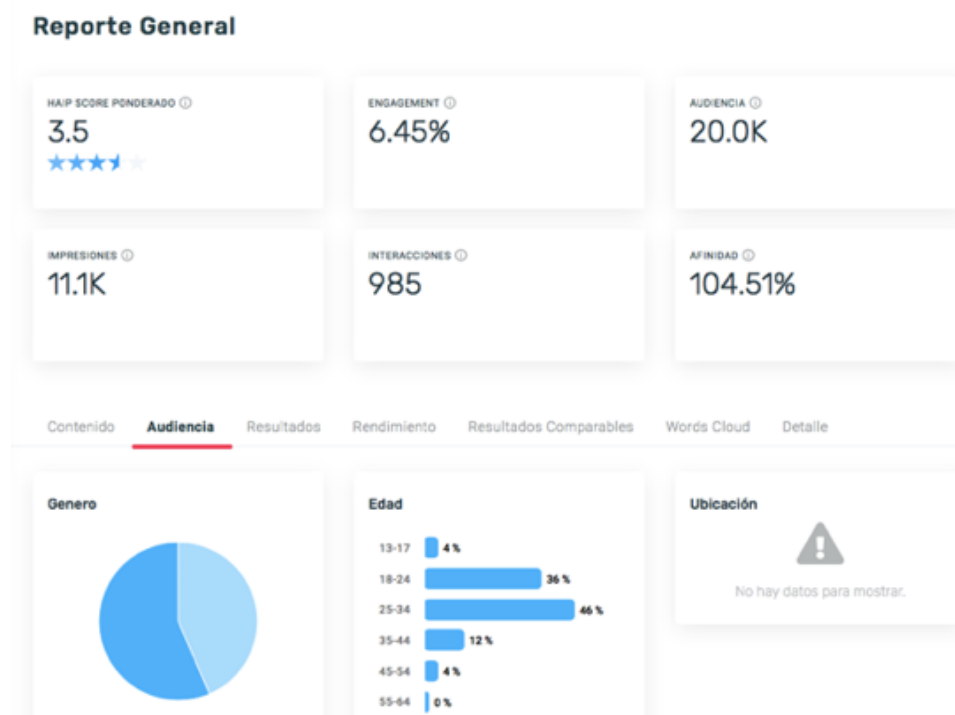 Reporte General
HAIP SCORE PONDERADO
3.5
ENGAGEMENT
6.45%
AUDIENCIA
20.0K
IMPRESIONES
11.1K
INTERACCIONES
985
AFINIDAD
104.51%
Contenido Audiencia Resultados Rendimiento Resultados Comparables Words Cloud Detalle
Genero
Edad
13-17 4%
18-24 36%
25-34 46%
35-44 12%
45-54 4%
55-64 0%
Ubicación
No hay datos para mostrar.